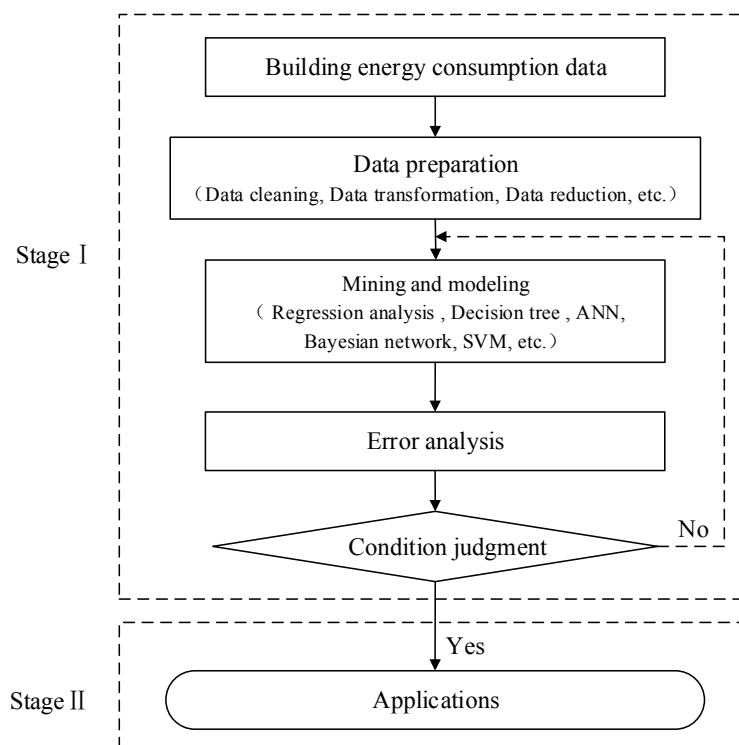 Building energy consumption data
Data preparation
（Data cleaning, Data transformation, Data reduction, etc.）
Stage Ⅰ
Mining and modeling
（ Regression analysis , Decision tree , ANN,
Bayesian network, SVM, etc.）
Error analysis
Condition judgment
No
Yes
Stage Ⅱ
Applications